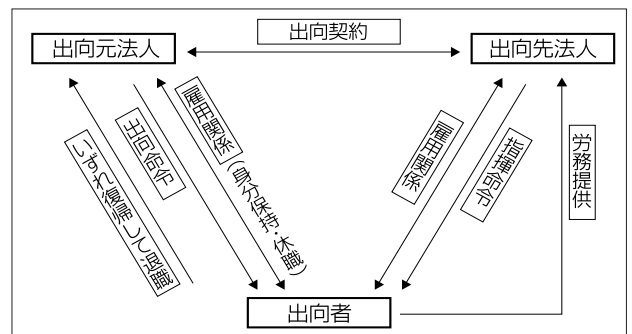 出向契約
出向元法人
出向先法人
いずれ復帰して退職
出向命令
雇用関係(身分保持・休職)
雇用関係
指揮命令
労務提供
出向者